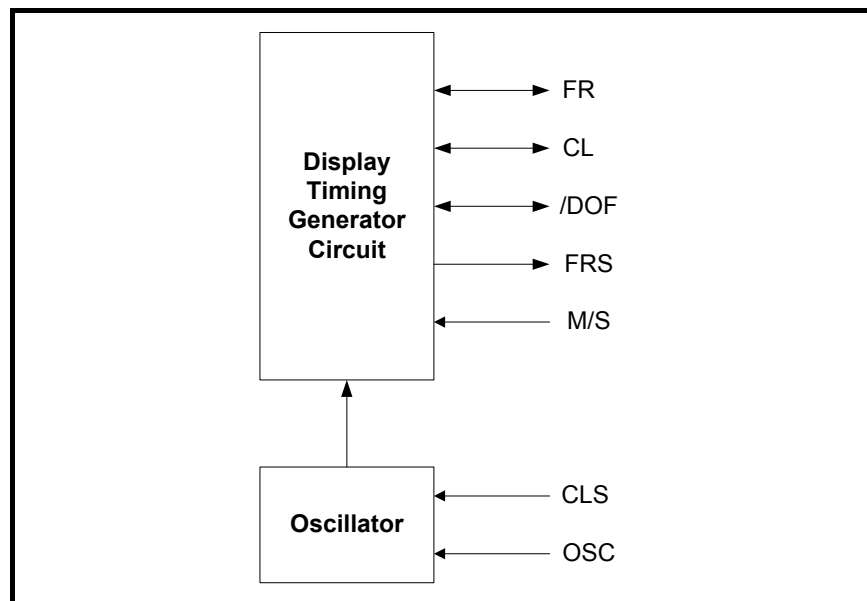 FR
CL
Display
Timing
Generator
Circuit
/DOF
FRS
M/S
Oscillator
CLS
OSC